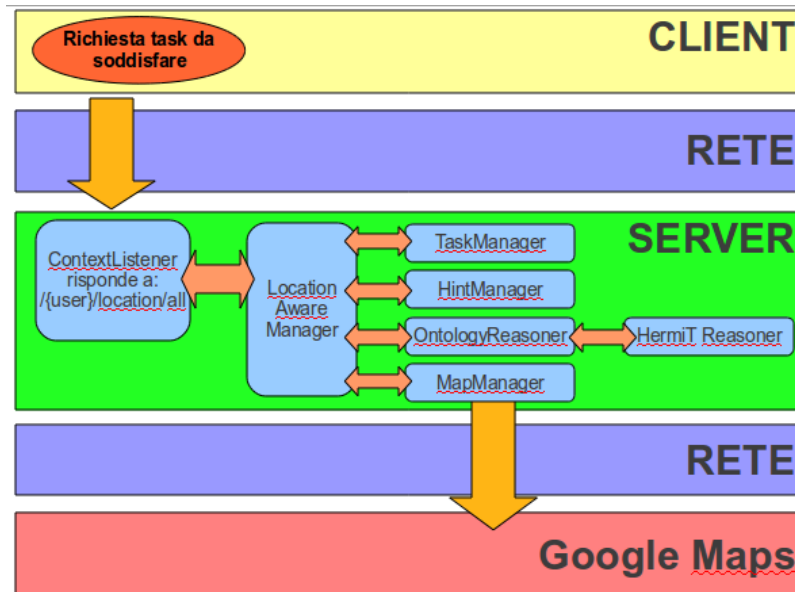 Richiesta task da
soddisfare
CLIENT
RETE
ContextListener
risponde a:
/{user}/location/all
Location
Aware
Manager
TaskManager
HintManager
OntologyReasoner
HermiT Reasoner
MapManager
SERVER
RETE
Google Maps